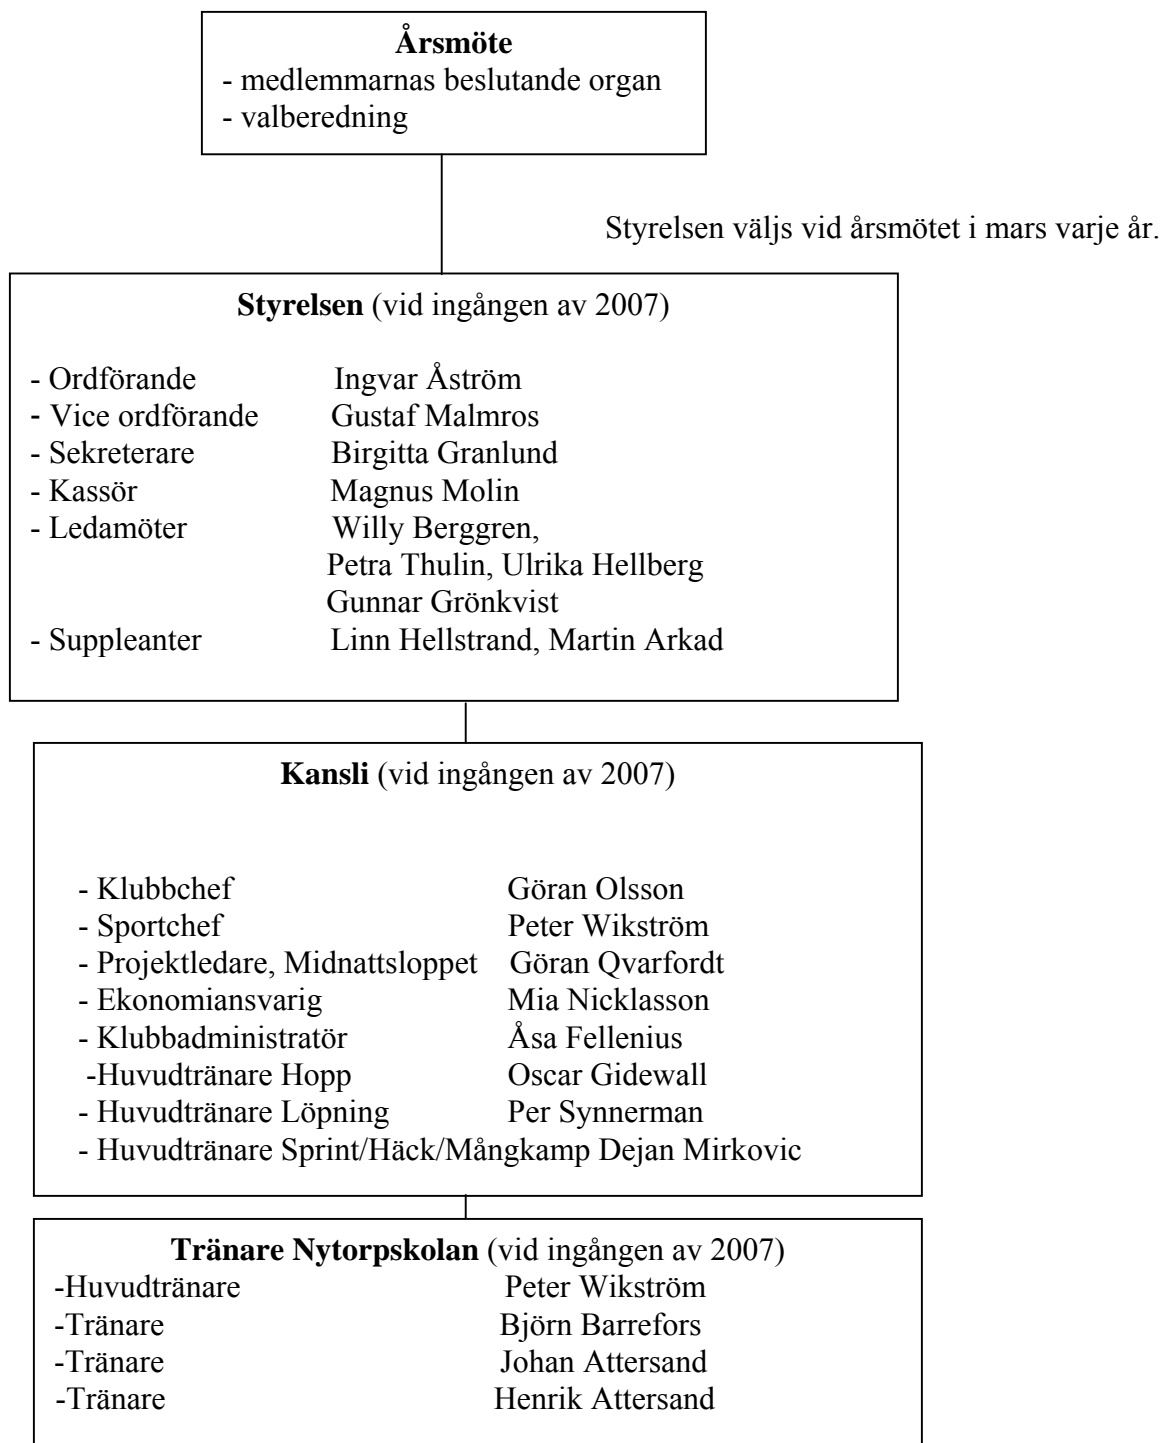 Årsmöte
- medlemmarnas beslutande organ
- valberedning
Styrelsen väljs vid årsmötet i mars varje år.
Styrelsen (vid ingången av 2007)
- Ordförande Ingvar Åström
- Vice ordförande Gustaf Malmros
- Sekreterare Birgitta Granlund
- Kassör Magnus Molin
- Ledamöter Willy Berggren,
Petra Thulin, Ulrika Hellberg
Gunnar Grönkvist
- Suppleanter Linn Hellstrand, Martin Arkad
Kansli (vid ingången av 2007)
- Klubbchef Göran Olsson
- Sportchef Peter Wikström
- Projektledare, Midnattsloppet Göran Qvarfordt
- Ekonomiansvarig Mia Nicklasson
- Klubbadministratör Åsa Fellenius
-Huvudtränare Hopp Oscar Gidewall
- Huvudtränare Löpning Per Synnerman
- Huvudtränare Sprint/Häck/Mångkamp Dejan Mirkovic
Tränare Nytorpskolan (vid ingången av 2007)
-Huvudtränare Peter Wikström
-Tränare Björn Barrefors
-Tränare Johan Attersand
-Tränare Henrik Attersand